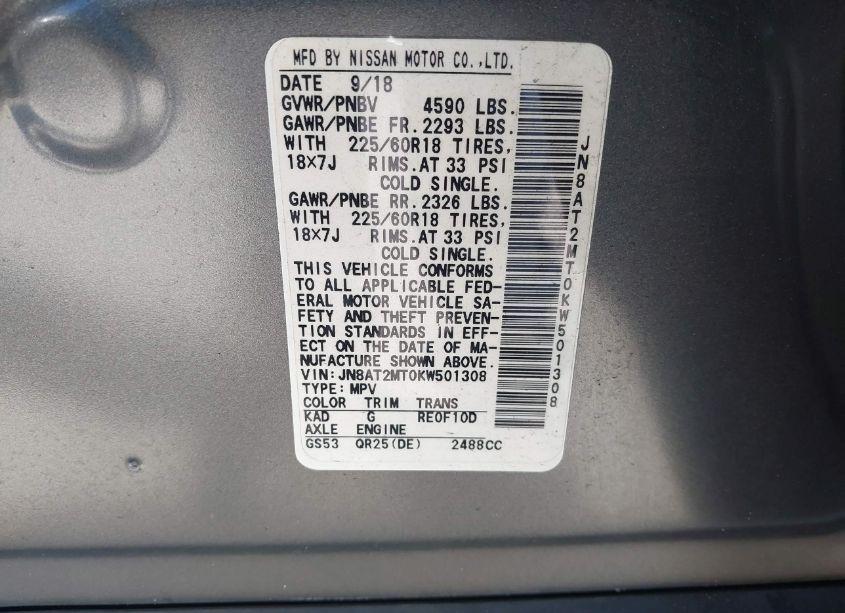 MFD BY NISSAN MOTOR CO.,LTD.
DATE 9/18
GVWR/PNBV 4590 LBS.
GAWR/PNBE FR. 2293 LBS.
WITH 225/60R18 TIRES,
18×7J RIMS.AT 33 PSI
COLD SINGLE.
GAWR/PNBE RR. 2326 LBS.
WITH 225/60R18 TIRES,
18×7J RIMS.AT 33 PSI
COLD SINGLE.
THIS VEHICLE CONFORMS
TO ALL APPLICABLE FED-
ERAL MOTOR VEHICLE SA-
FETY AND THEFT PREVEN-
TION STANDARDS IN EFF-
ECT ON THE DATE OF MA-
NUFACTURE SHOWN ABOVE.
VIN:JN8AT2MT0KW501308
TYPE:MPV
COLOR TRIM TRANS
KAD G RE0F10D
AXLE ENGINE
GS53 QR25(DE) 2488CC
JN8AT2MT0KW501308